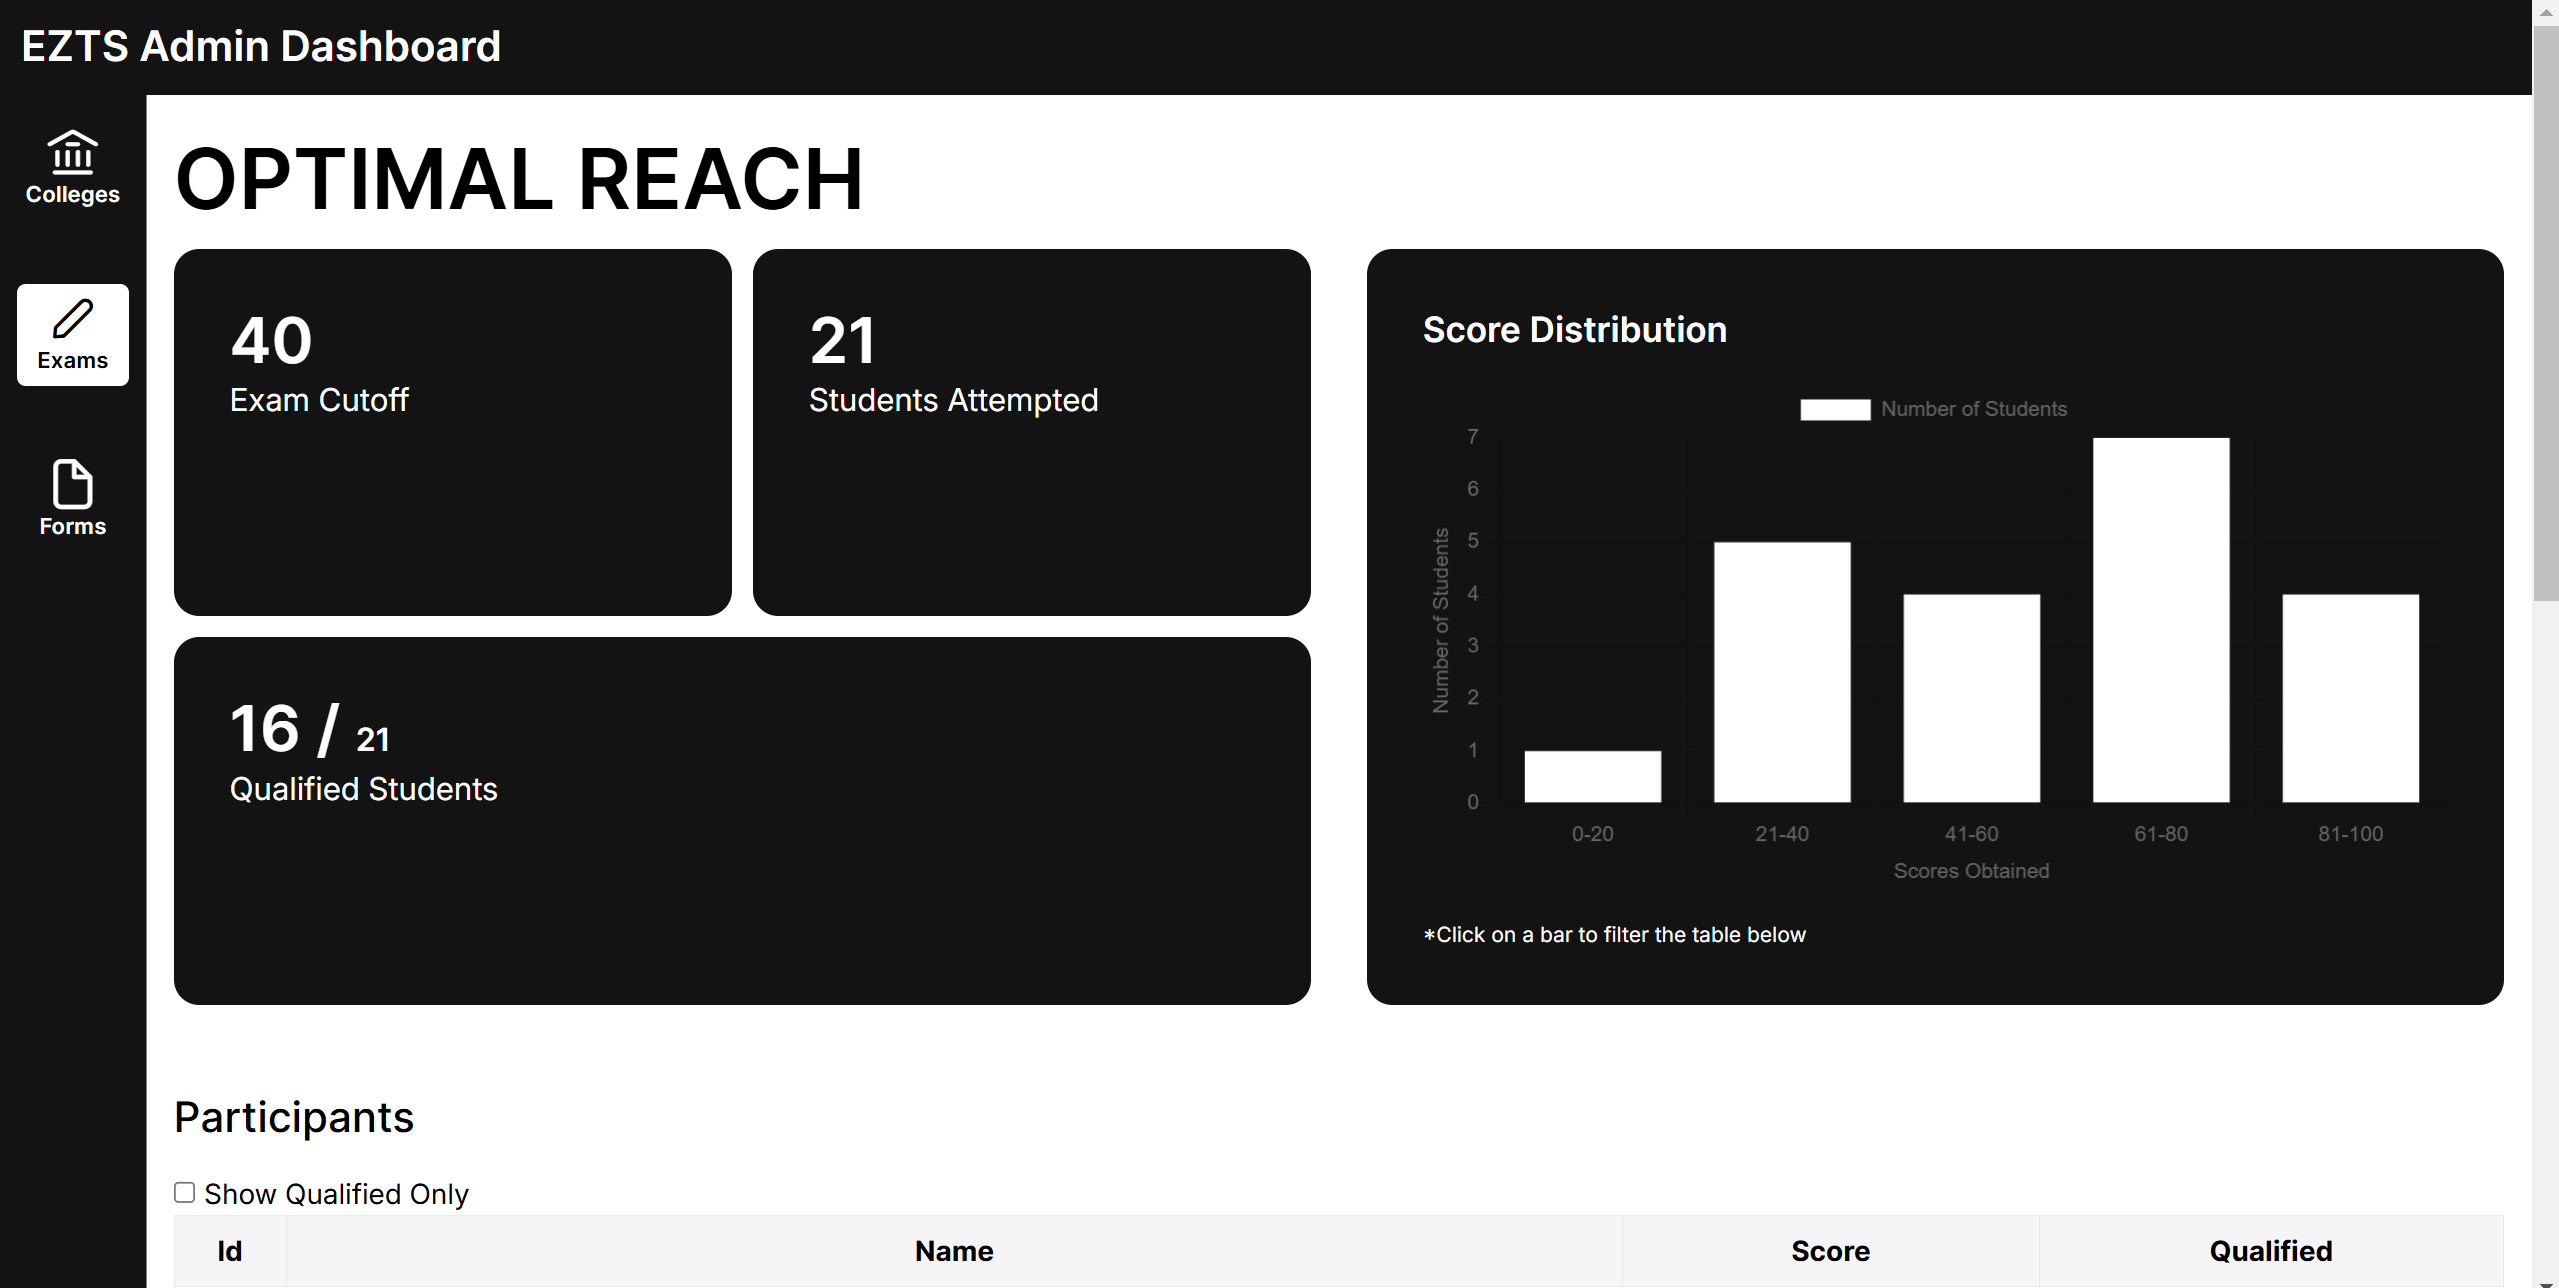 EZTS Admin Dashboard
Colleges
Exams
Forms
OPTIMAL REACH
40
Exam Cutoff
21
Students Attempted
16 / 21
Qualified Students
Score Distribution
Number of Students
7
6
5
4
3
2
1
0
Number of Students
0-20 21-40 41-60 61-80 81-100
Scores Obtained
*Click on a bar to filter the table below
Participants
Show Qualified Only
Id Name Score Qualified